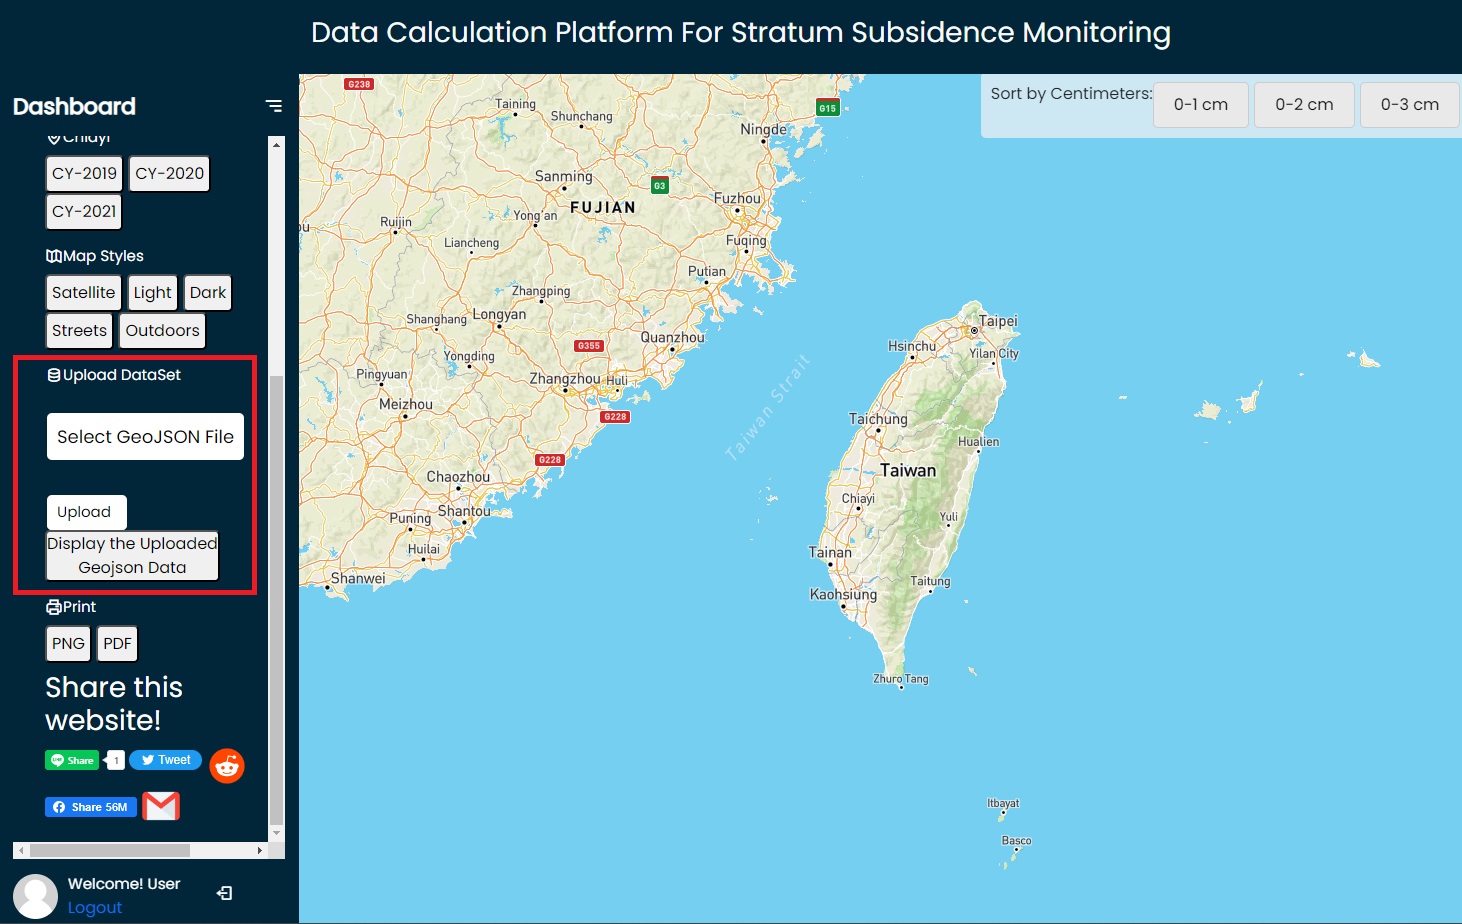 Data Calculation Platform For Stratum Subsidence Monitoring
Dashboard
Chiayi
CY-2019 CY-2020
CY-2021
Map Styles
Satellite Light Dark
Streets Outdoors
Upload DataSet
Select GeoJSON File
Upload
Display the Uploaded
Geojson Data
Print
PNG PDF
Share this
website!
Share 1 Tweet
Share 56M
Welcome! User
Logout
Sort by Centimeters: 0-1 cm 0-2 cm 0-3 cm
G238
G15
Taining
Shunchang
Ningde
Sanming
G3
Fuzhou
FUJIAN
Yong'an
Ruijin
Liancheng
Fuqing
Putian
Zhangping
Shanghang
Longyan
Quanzhou
G355
Yongding
Pingyuan
Zhangzhou
Huli
Meizhou
G228
G228
Chaozhou
Shantou
Puning
Huilai
Shanwei
Taiwan Strait
Taipei
Hsinchu
Yilan City
Taichung
Hualien
Taiwan
Chiayi
Yuli
Tainan
Taitung
Kaohsiung
Zhuro Tang
Itbayat
Basco